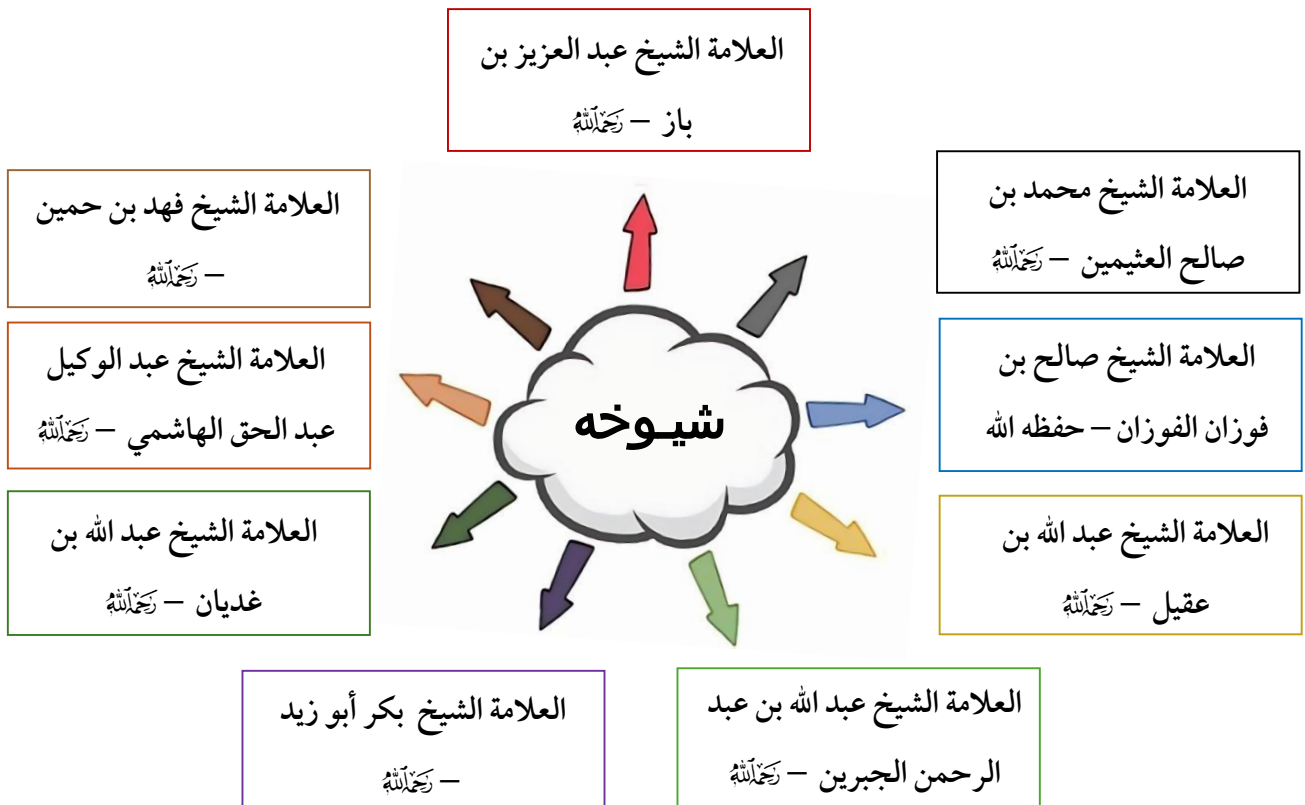 العلامة الشيخ عبد العزيز بن
باز – رَحِمَهُ ٱللَّهُ
العلامة الشيخ محمد بن
صالح العثيمين – رَحِمَهُ ٱللَّهُ
العلامة الشيخ فهد بن حمين
– رَحِمَهُ ٱللَّهُ
العلامة الشيخ صالح بن
فوزان الفوزان – حفظه الله
العلامة الشيخ عبد الوكيل
عبد الحق الهاشمي – رَحِمَهُ ٱللَّهُ
شيـوخه
العلامة الشيخ عبد الله بن
عقيل – رَحِمَهُ ٱللَّهُ
العلامة الشيخ عبد الله بن
غديان – رَحِمَهُ ٱللَّهُ
العلامة الشيخ عبد الله بن عبد
الرحمن الجبرين – رَحِمَهُ ٱللَّهُ
العلامة الشيخ بكر أبو زيد
– رَحِمَهُ ٱللَّهُ